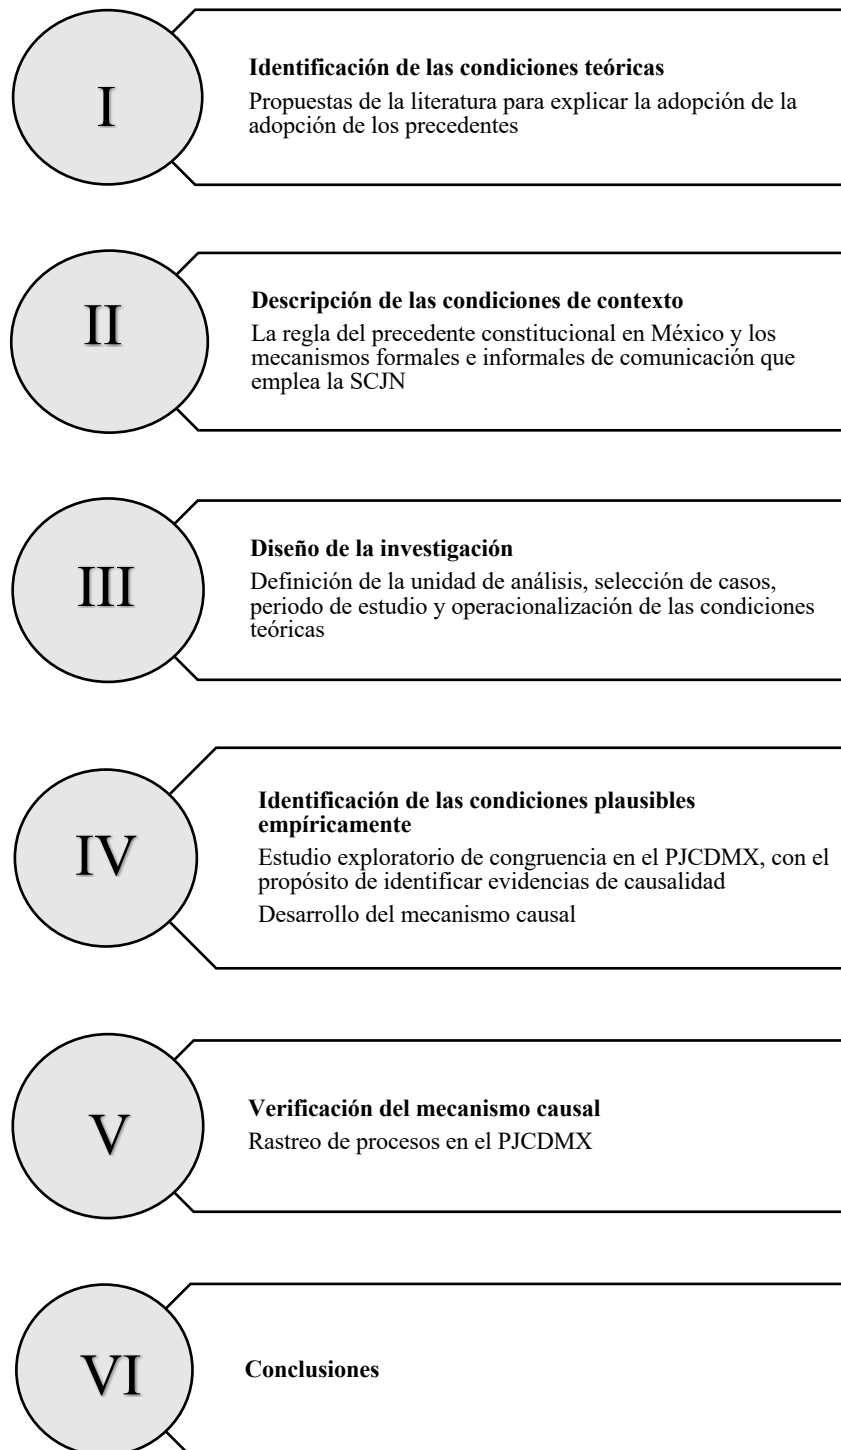 I
Identificación de las condiciones teóricas
Propuestas de la literatura para explicar la adopción de la
adopción de los precedentes
II
Descripción de las condiciones de contexto
La regla del precedente constitucional en México y los
mecanismos formales e informales de comunicación que
emplea la SCJN
III
Diseño de la investigación
Definición de la unidad de análisis, selección de casos,
periodo de estudio y operacionalización de las condiciones
teóricas
IV
Identificación de las condiciones plausibles
empíricamente
Estudio exploratorio de congruencia en el PJCDMX, con el
propósito de identificar evidencias de causalidad
Desarrollo del mecanismo causal
V
Verificación del mecanismo causal
Rastreo de procesos en el PJCDMX
VI
Conclusiones